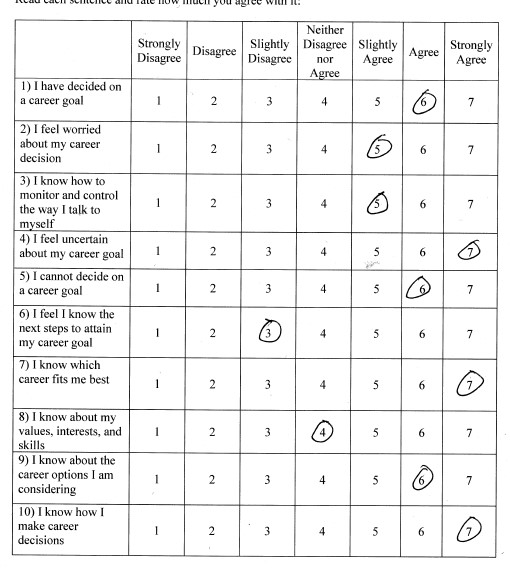 Read each sentence and rate how much you agree with it:
Strongly Disagree Disagree Slightly Disagree Neither Disagree nor Agree Slightly Agree Agree Strongly Agree
1) I have decided on
a career goal 1 2 3 4 5 6 7
2) I feel worried
about my career
decision 1 2 3 4 5 6 7
3) I know how to
monitor and control
the way I talk to
myself 1 2 3 4 5 6 7
4) I feel uncertain
about my career goal 1 2 3 4 5 6 7
5) I cannot decide on
a career goal 1 2 3 4 5 6 7
6) I feel I know the
next steps to attain
my career goal 1 2 3 4 5 6 7
7) I know which
career fits me best 1 2 3 4 5 6 7
8) I know about my
values, interests, and
skills 1 2 3 4 5 6 7
9) I know about the
career options I am
considering 1 2 3 4 5 6 7
10) I know how I
make career
decisions 1 2 3 4 5 6 7